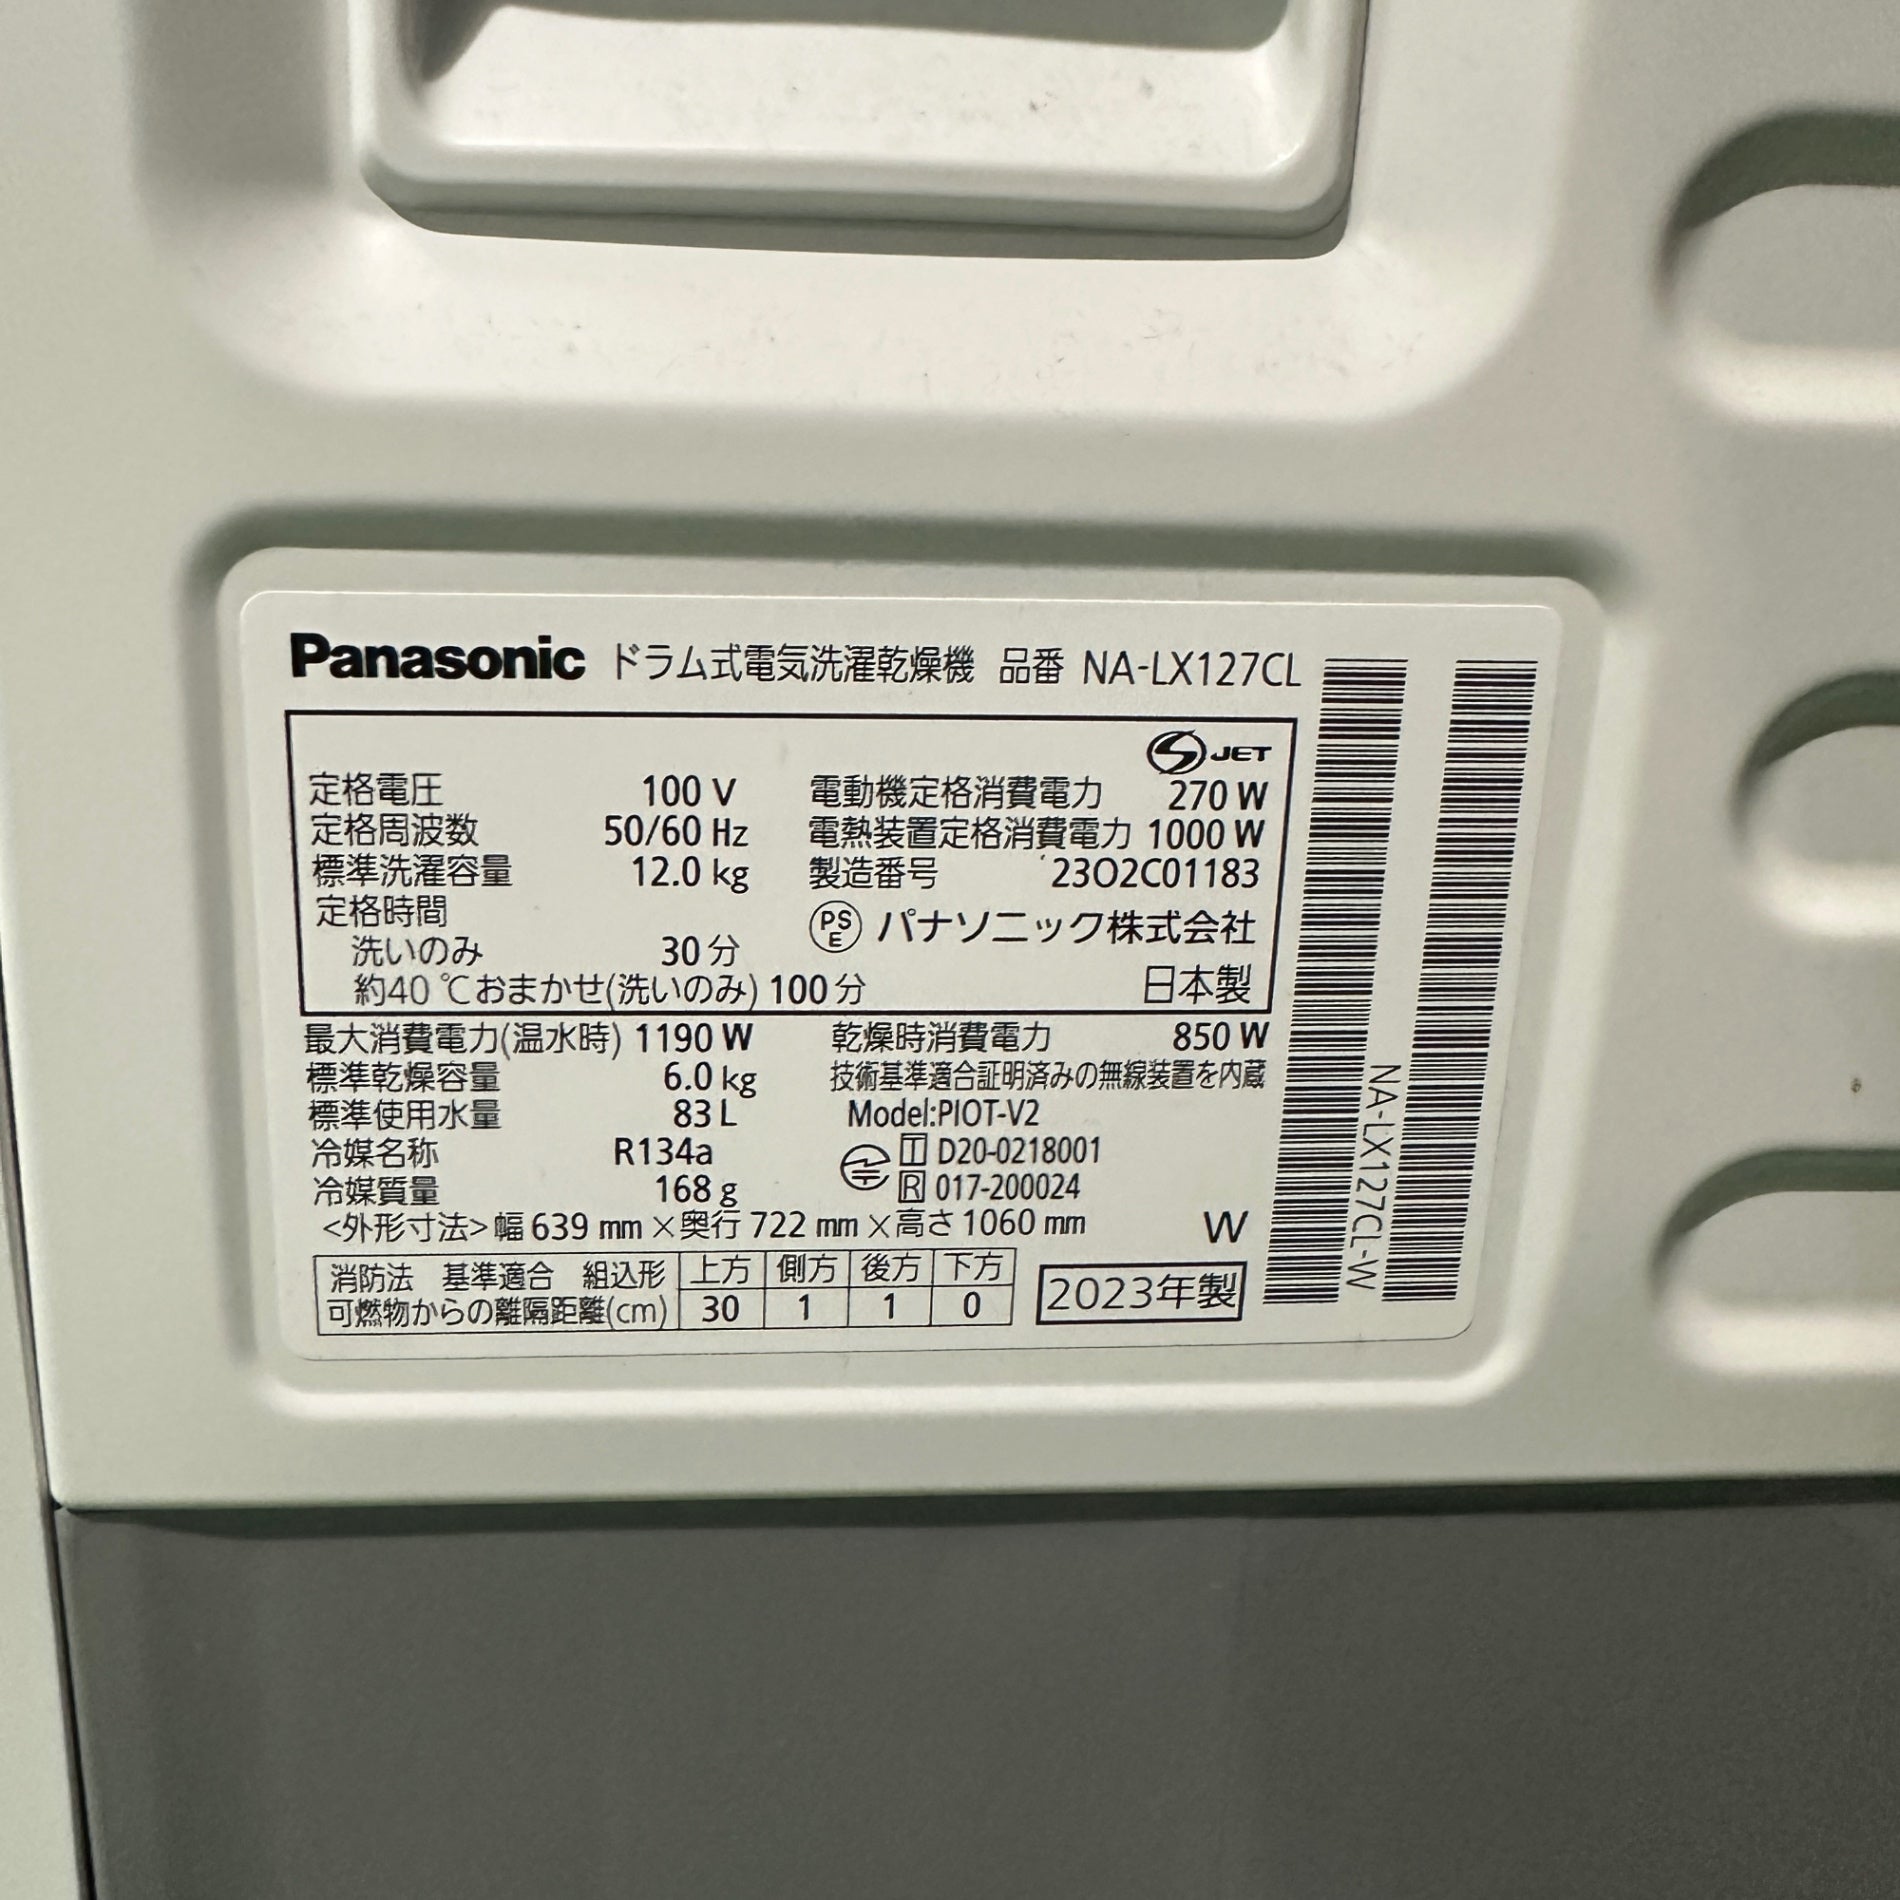 Panasonic ドラム式電気洗濯乾燥機 品番 NA-LX127CL
S JET
定格電圧 100 V 電動機定格消費電力 270 W
定格周波数 50/60 Hz 電熱装置定格消費電力 1000 W
標準洗濯容量 12.0 kg 製造番号 23O2C01183
定格時間
PS E パナソニック株式会社
洗いのみ 30 分
約40 ℃おまかせ(洗いのみ) 100 分 日本製
最大消費電力(温水時) 1190 W 乾燥時消費電力 850 W
標準乾燥容量 6.0 kg 技術基準適合証明済みの無線装置を内蔵
標準使用水量 83 L Model:PIOT-V2
冷媒名称 R134a T D20-0218001
冷媒質量 168 g R 017-200024
<外形寸法> 幅 639 mm × 奥行 722 mm × 高さ 1060 mm W
消防法 基準適合 組込形 上方 側方 後方 下方
可燃物からの離隔距離(cm) 30 1 1 0
2023年製
NA-LX127CL-W